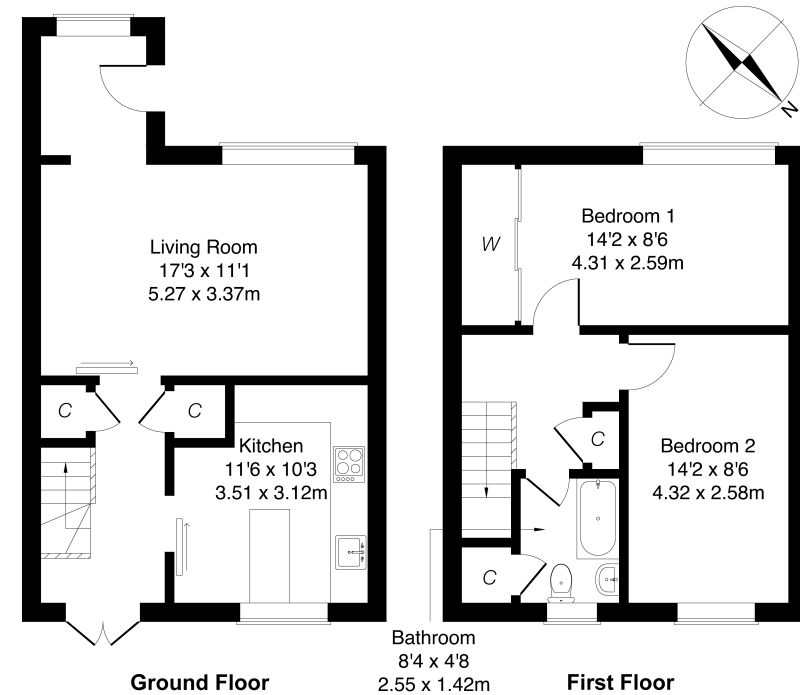 N
Living Room
17'3 x 11'1
5.27 x 3.37m
C
C
Kitchen
11'6 x 10'3
3.51 x 3.12m
Ground Floor
W
Bedroom 1
14'2 x 8'6
4.31 x 2.59m
C
Bedroom 2
14'2 x 8'6
4.32 x 2.58m
C
Bathroom
8'4 x 4'8
2.55 x 1.42m
First Floor